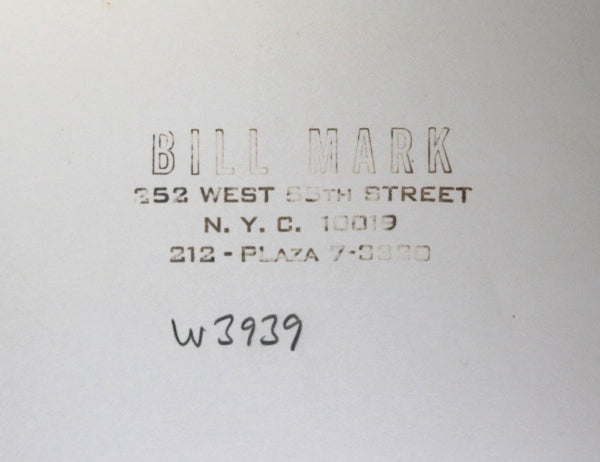 BILL MARK
252 WEST 55TH STREET
N. Y. C. 10019
212 - PLAZA
W3939